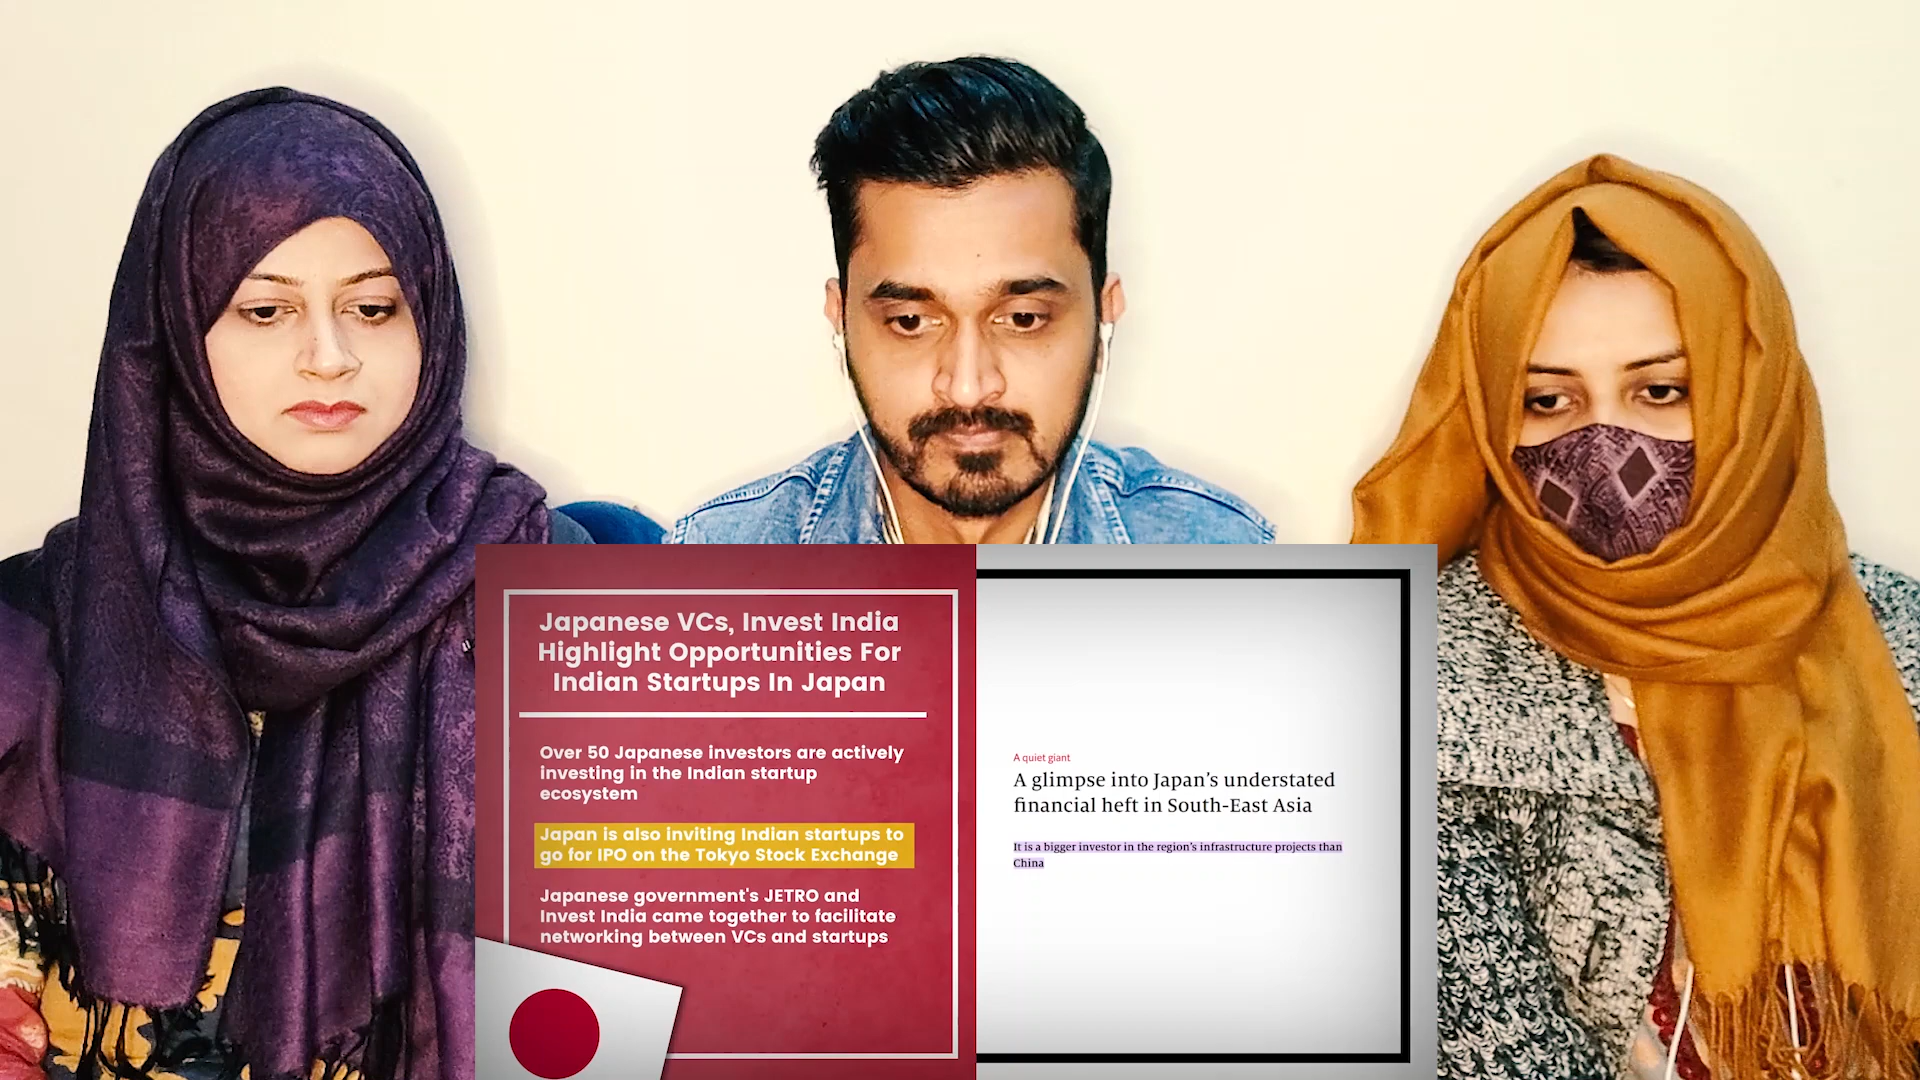 Japanese VCs, Invest India
Highlight Opportunities For
Indian Startups In Japan
Over 50 Japanese investors are actively
investing in the Indian startup
ecosystem
Japan is also inviting Indian startups to
go for IPO on the Tokyo Stock Exchange
Japanese government's JETRO and
Invest India came together to facilitate
networking between VCs and startups
A quiet giant
A glimpse into Japan’s understated
financial heft in South-East Asia
It is a bigger investor in the region’s infrastructure projects than
China